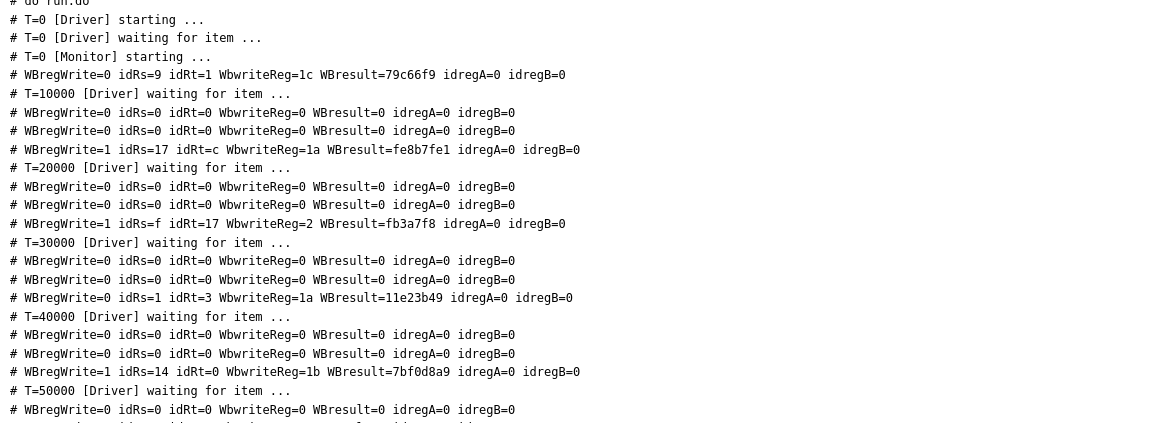 # do run.do
# T=0 [Driver] starting ...
# T=0 [Driver] waiting for item ...
# T=0 [Monitor] starting ...
# WBregWrite=0 idRs=9 idRt=1 WbwriteReg=1c WBresult=79c66f9 idregA=0 idregB=0
# T=10000 [Driver] waiting for item ...
# WBregWrite=0 idRs=0 idRt=0 WbwriteReg=0 WBresult=0 idregA=0 idregB=0
# WBregWrite=0 idRs=0 idRt=0 WbwriteReg=0 WBresult=0 idregA=0 idregB=0
# WBregWrite=1 idRs=17 idRt=c WbwriteReg=1a WBresult=fe8b7fe1 idregA=0 idregB=0
# T=20000 [Driver] waiting for item ...
# WBregWrite=0 idRs=0 idRt=0 WbwriteReg=0 WBresult=0 idregA=0 idregB=0
# WBregWrite=0 idRs=0 idRt=0 WbwriteReg=0 WBresult=0 idregA=0 idregB=0
# WBregWrite=1 idRs=f idRt=17 WbwriteReg=2 WBresult=fb3a7f8 idregA=0 idregB=0
# T=30000 [Driver] waiting for item ...
# WBregWrite=0 idRs=0 idRt=0 WbwriteReg=0 WBresult=0 idregA=0 idregB=0
# WBregWrite=0 idRs=0 idRt=0 WbwriteReg=0 WBresult=0 idregA=0 idregB=0
# WBregWrite=0 idRs=1 idRt=3 WbwriteReg=1a WBresult=11e23b49 idregA=0 idregB=0
# T=40000 [Driver] waiting for item ...
# WBregWrite=0 idRs=0 idRt=0 WbwriteReg=0 WBresult=0 idregA=0 idregB=0
# WBregWrite=0 idRs=0 idRt=0 WbwriteReg=0 WBresult=0 idregA=0 idregB=0
# WBregWrite=1 idRs=14 idRt=0 WbwriteReg=1b WBresult=7bf0d8a9 idregA=0 idregB=0
# T=50000 [Driver] waiting for item ...
# WBregWrite=0 idRs=0 idRt=0 WbwriteReg=0 WBresult=0 idregA=0 idregB=0